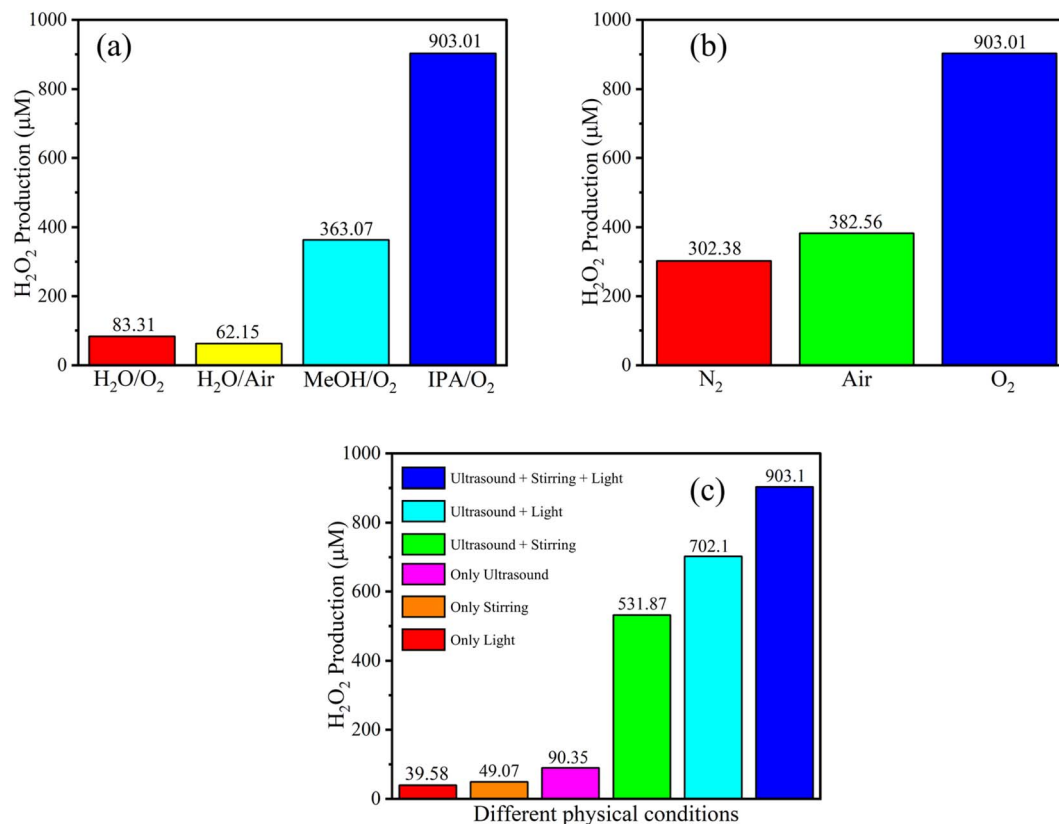 (a)
H₂O₂ Production (μM)
1000
800
600
400
200
0
83.31
62.15
363.07
903.01
H₂O/O₂
H₂O/Air
MeOH/O₂
IPA/O₂
(b)
H₂O₂ Production (μM)
1000
800
600
400
200
0
302.38
382.56
903.01
N₂
Air
O₂
(c)
H₂O₂ Production (μM)
1000
800
600
400
200
0
Ultrasound + Stirring + Light
Ultrasound + Light
Ultrasound + Stirring
Only Ultrasound
Only Stirring
Only Light
39.58
49.07
90.35
531.87
702.1
903.1
Different physical conditions